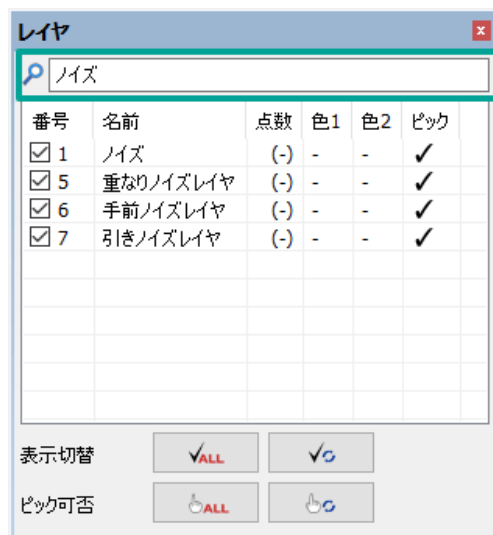 レイヤ
ノイズ
番号 名前 点数 色1 色2 ピック
1 ノイズ (-) - - ✓
5 重なりノイズレイヤ (-) - - ✓
6 手前ノイズレイヤ (-) - - ✓
7 引きノイズレイヤ (-) - - ✓
表示切替 ALL
ピック可否 ALL